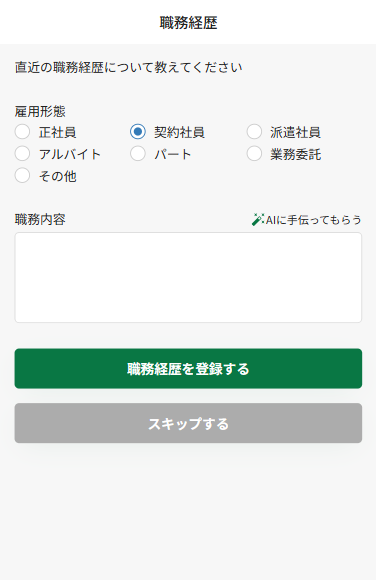 職務経歴
直近の職務経歴について教えてください
雇用形態
正社員 契約社員 派遣社員
アルバイト パート 業務委託
その他
職務内容 AIに手伝ってもらう
職務経歴を登録する
スキップする